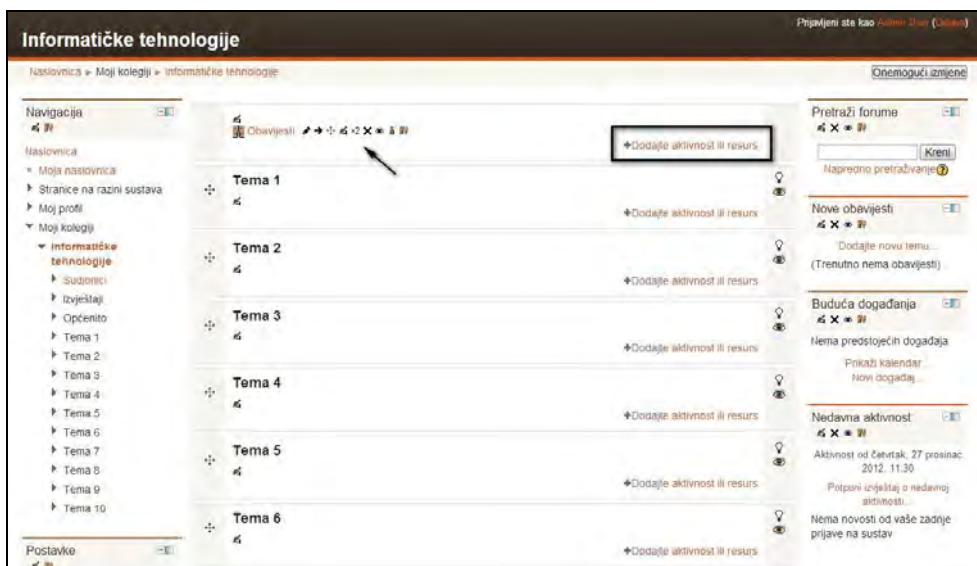 Informatičke tehnologije
Prijavljeni ste kao Admin User (Odjava)
Naslovnica ► Moji kolegiji ► Informatičke tehnologije
Onemogući izmjene
Navigacija
Naslovnica
Moja naslovnica
Stranice na razini sustava
Moj profil
Moji kolegiji
Informatičke
tehnologije
Sudionici
Izvještaji
Općenito
Tema 1
Tema 2
Tema 3
Tema 4
Tema 5
Tema 6
Tema 7
Tema 8
Tema 9
Tema 10
Postavke
Obavijesti
Dodajte aktivnost ili resurs
Tema 1
Dodajte aktivnost ili resurs
Tema 2
Dodajte aktivnost ili resurs
Tema 3
Dodajte aktivnost ili resurs
Tema 4
Dodajte aktivnost ili resurs
Tema 5
Dodajte aktivnost ili resurs
Tema 6
Dodajte aktivnost ili resurs
Pretraži forume
Kreni
Napredno pretraživanje
Nove obavijesti
Dodajte novu temu...
(Trenutno nema obavijesti)
Buduća događanja
Nema predstojećih događaja
Prikaži kalendar...
Novi događaj...
Nedavna aktivnost
Aktivnost od četvrtak, 27 prosinac
2012, 11.30
Potpuni izvještaj o nedavnoj
aktivnosti...
Nema novosti od vaše zadnje
prijave na sustav